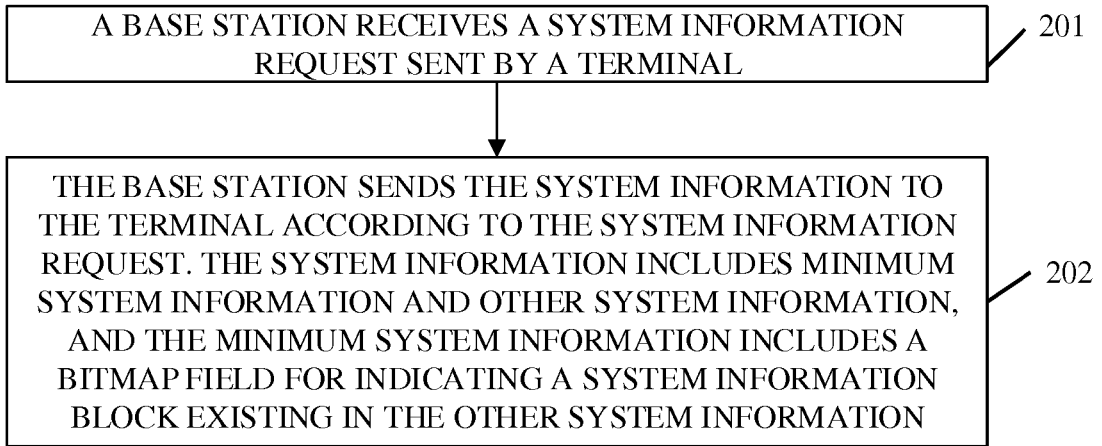 A BASE STATION RECEIVES A SYSTEM INFORMATION
REQUEST SENT BY A TERMINAL
201
THE BASE STATION SENDS THE SYSTEM INFORMATION TO
THE TERMINAL ACCORDING TO THE SYSTEM INFORMATION
REQUEST. THE SYSTEM INFORMATION INCLUDES MINIMUM
SYSTEM INFORMATION AND OTHER SYSTEM INFORMATION,
AND THE MINIMUM SYSTEM INFORMATION INCLUDES A
BITMAP FIELD FOR INDICATING A SYSTEM INFORMATION
BLOCK EXISTING IN THE OTHER SYSTEM INFORMATION
202